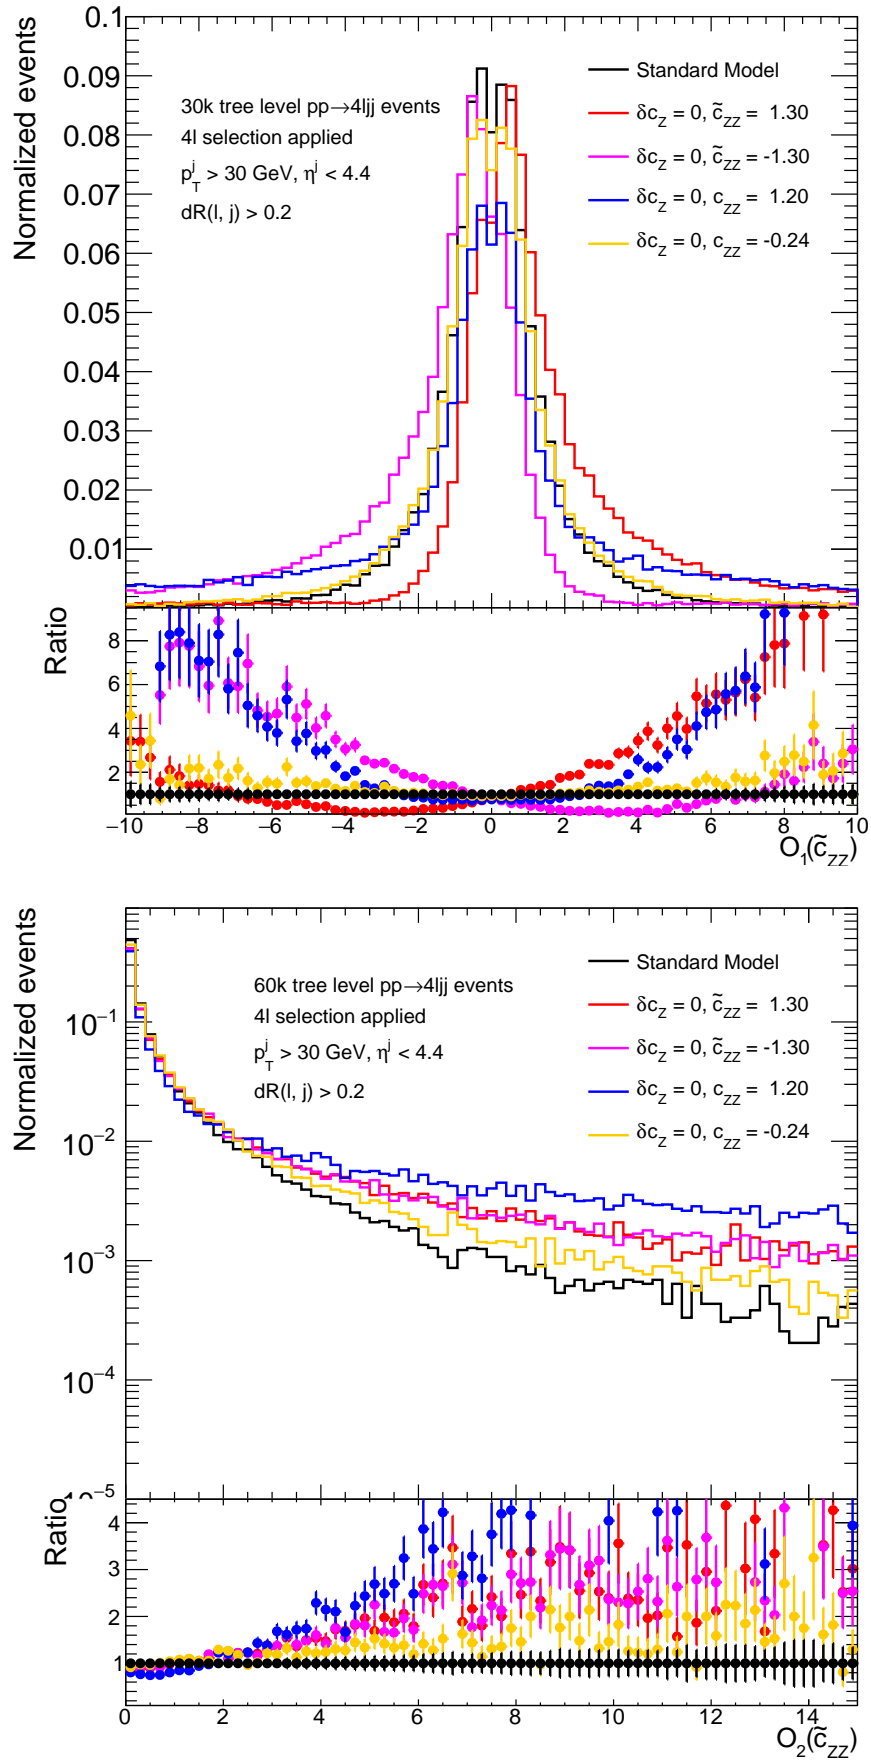 Normalized events
0.1
0.09
0.08
0.07
0.06
0.05
0.04
0.03
0.02
0.01
30k tree level pp→4ljj events
4l selection applied
p_T^j > 30 GeV, η^j < 4.4
dR(l, j) > 0.2
Standard Model
δc_Z = 0, c̃_ZZ = 1.30
δc_Z = 0, c̃_ZZ = -1.30
δc_Z = 0, c_ZZ = 1.20
δc_Z = 0, c_ZZ = -0.24
Ratio
8
6
4
2
1
−10 −8 −6 −4 −2 0 2 4 6 8 10
O_1(c̃_ZZ)
Normalized events
10^−1
10^−2
10^−3
10^−4
10^−5
60k tree level pp→4ljj events
4l selection applied
p_T^j > 30 GeV, η^j < 4.4
dR(l, j) > 0.2
Standard Model
δc_Z = 0, c̃_ZZ = 1.30
δc_Z = 0, c̃_ZZ = -1.30
δc_Z = 0, c_ZZ = 1.20
δc_Z = 0, c_ZZ = -0.24
Ratio
4
3
2
1
0 2 4 6 8 10 12 14
O_2(c̃_ZZ)